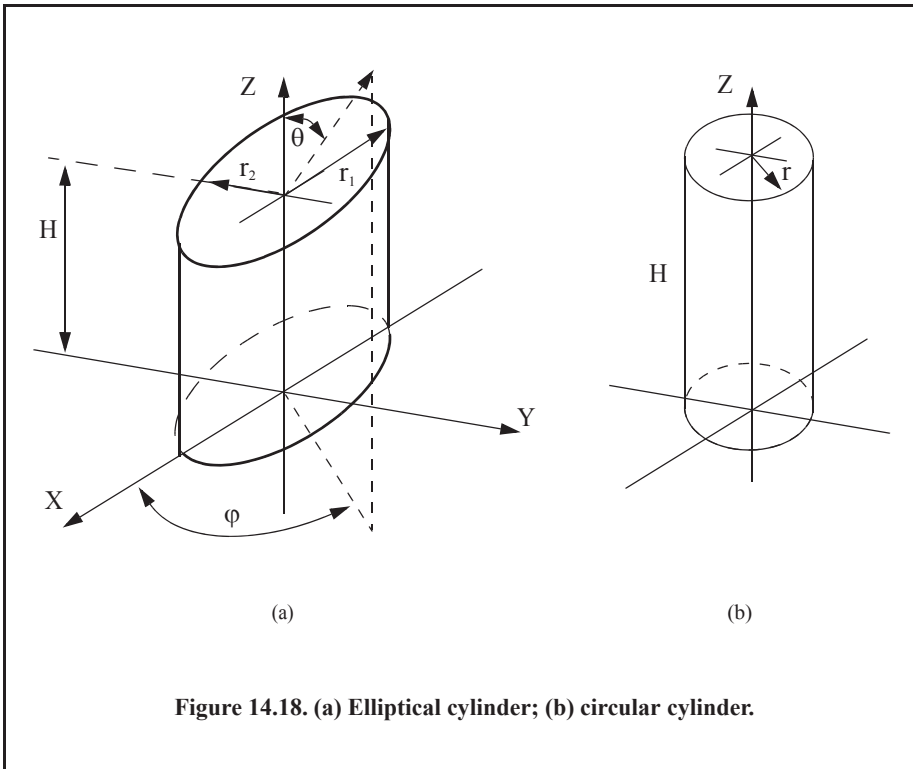 Z
θ
r2
r1
H
Y
X
φ
(a)
Z
r
H
(b)
Figure 14.18. (a) Elliptical cylinder; (b) circular cylinder.